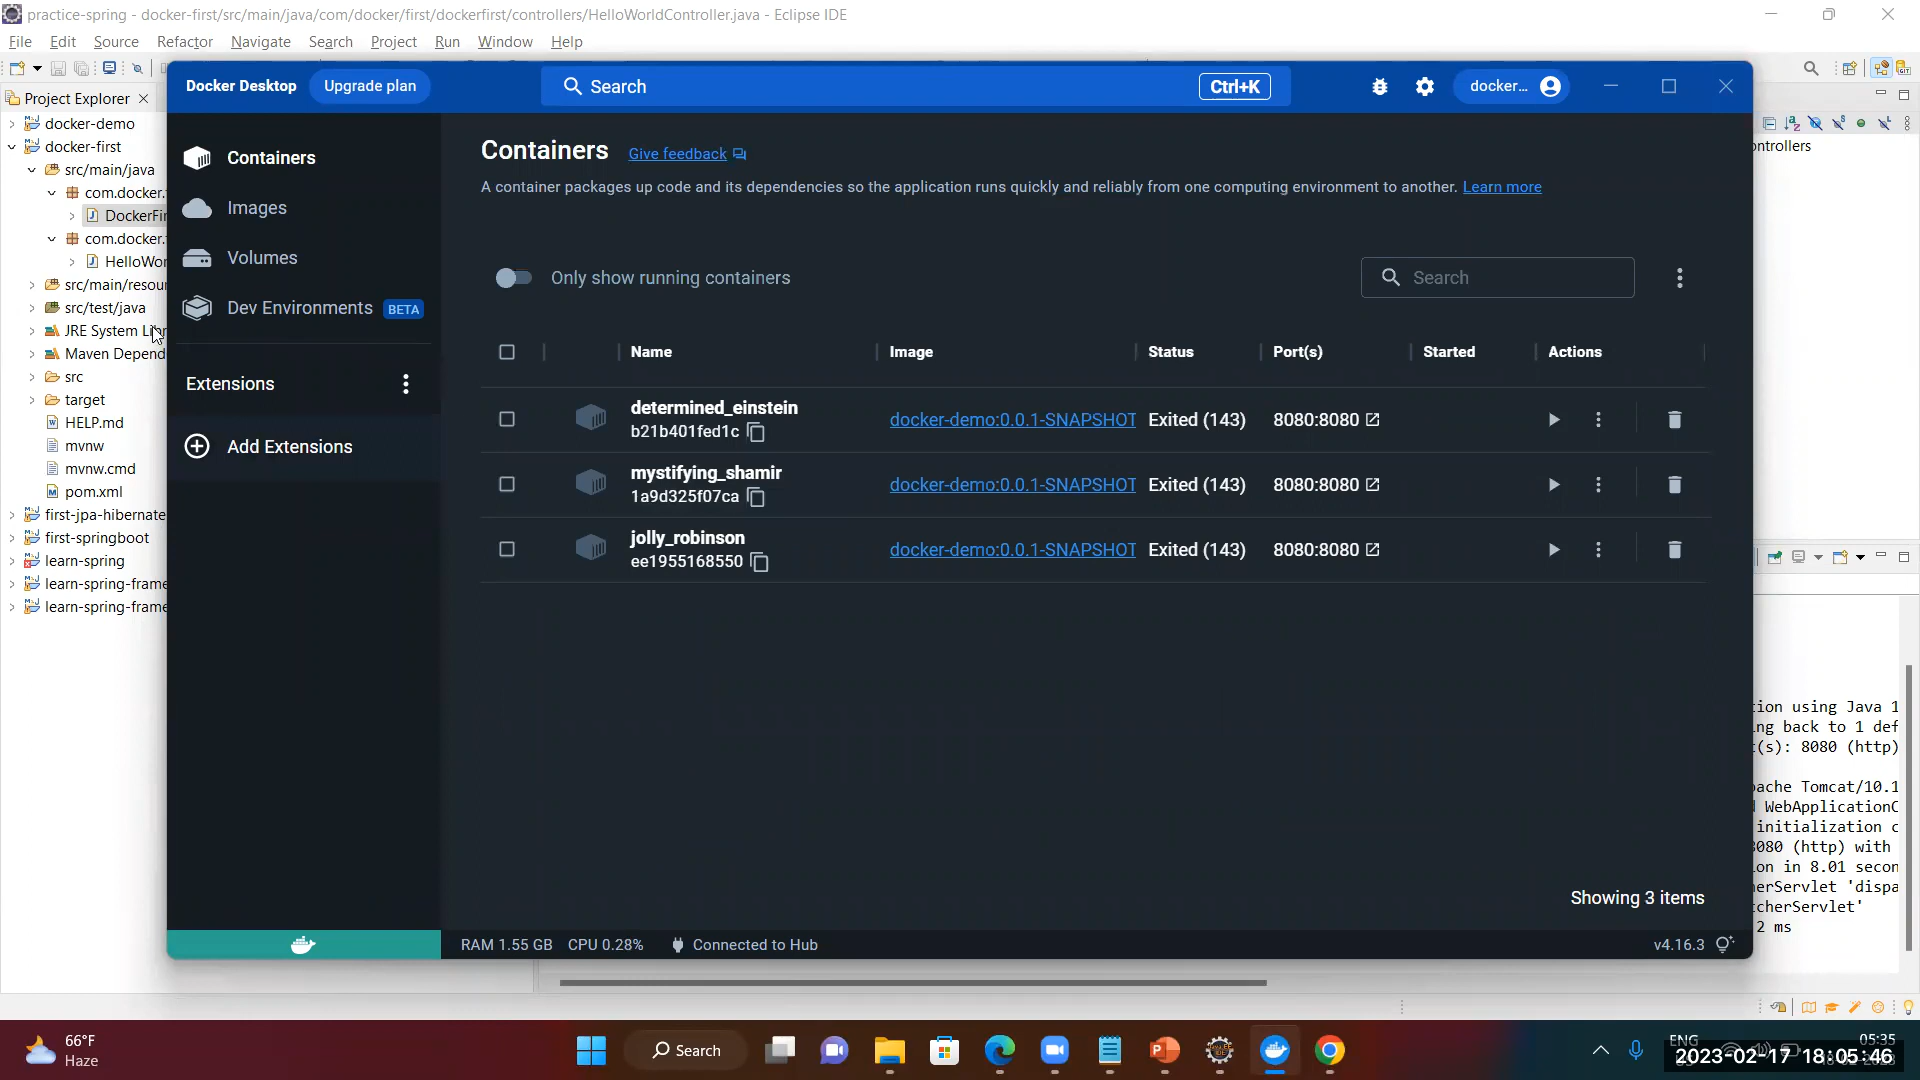 practice-spring - docker-first/src/main/java/com/docker/first/dockerfirst/controllers/HelloWorldController.java - Eclipse IDE
File Edit Source Refactor Navigate Search Project Run Window Help
Project Explorer
docker-demo
docker-first
src/main/java
com.docker.
DockerFir
com.docker.
HelloWor
src/main/resour
src/test/java
JRE System Libr
Maven Depend
src
target
HELP.md
mvnw
mvnw.cmd
pom.xml
first-jpa-hibernate
first-springboot
learn-spring
learn-spring-frame
learn-spring-frame
Docker Desktop
Upgrade plan
Search
Ctrl+K
docker...
Containers
Images
Volumes
Dev Environments BETA
Extensions
Add Extensions
Containers Give feedback
A container packages up code and its dependencies so the application runs quickly and reliably from one computing environment to another. Learn more
Only show running containers
Search
Name Image Status Port(s) Started Actions
determined_einstein
b21b401fed1c
docker-demo:0.0.1-SNAPSHOT Exited (143) 8080:8080
mystifying_shamir
1a9d325f07ca
docker-demo:0.0.1-SNAPSHOT Exited (143) 8080:8080
jolly_robinson
ee1955168550
docker-demo:0.0.1-SNAPSHOT Exited (143) 8080:8080
Showing 3 items
RAM 1.55 GB CPU 0.28% Connected to Hub
v4.16.3
ntrollers
ion using Java 1
ng back to 1 def
(s): 8080 (http)
ache Tomcat/10.1
WebApplicationC
initialization c
8080 (http) with
on in 8.01 secon
erServlet 'dispa
tcherServlet'
2 ms
66°F
Haze
Search
ENG
05:35
2023-02-17 18:05:46